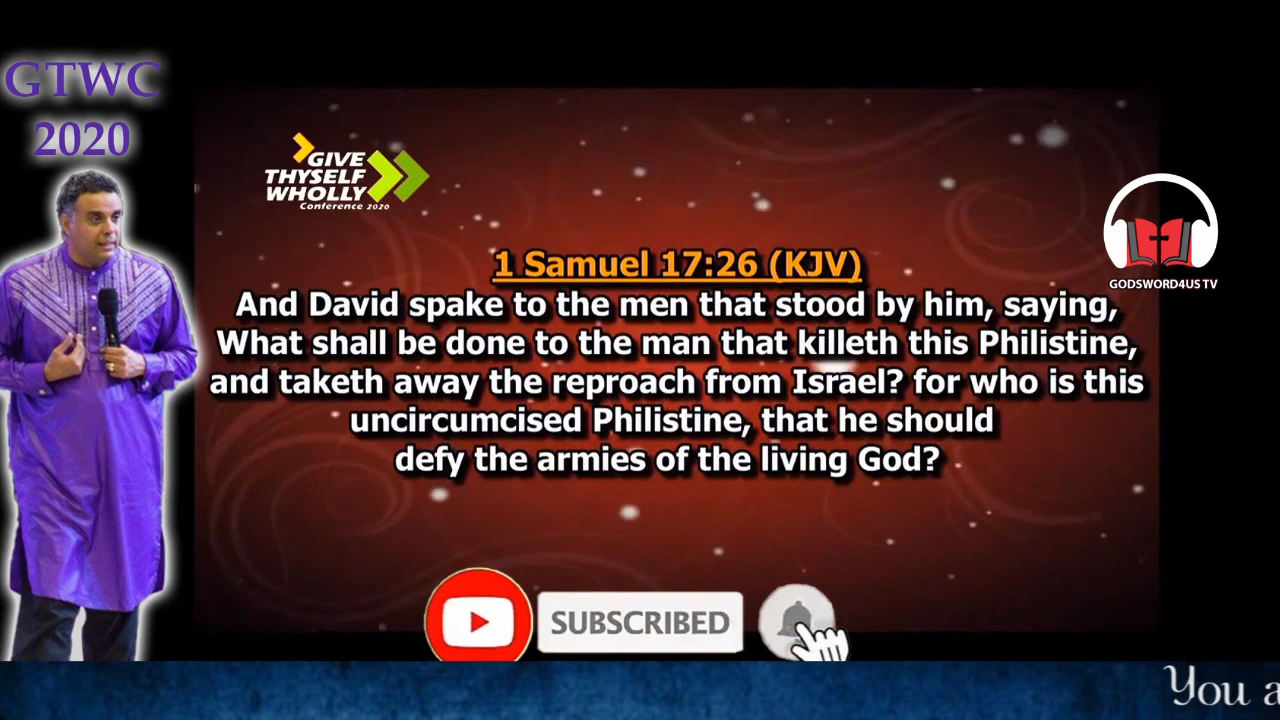 GTWC
2020
GIVE
THYSELF
WHOLLY
Conference 2020
1 Samuel 17:26 (KJV)
And David spake to the men that stood by him, saying,
What shall be done to the man that killeth this Philistine,
and taketh away the reproach from Israel? for who is this
uncircumcised Philistine, that he should
defy the armies of the living God?
GODSWORD4US TV
SUBSCRIBED
You a